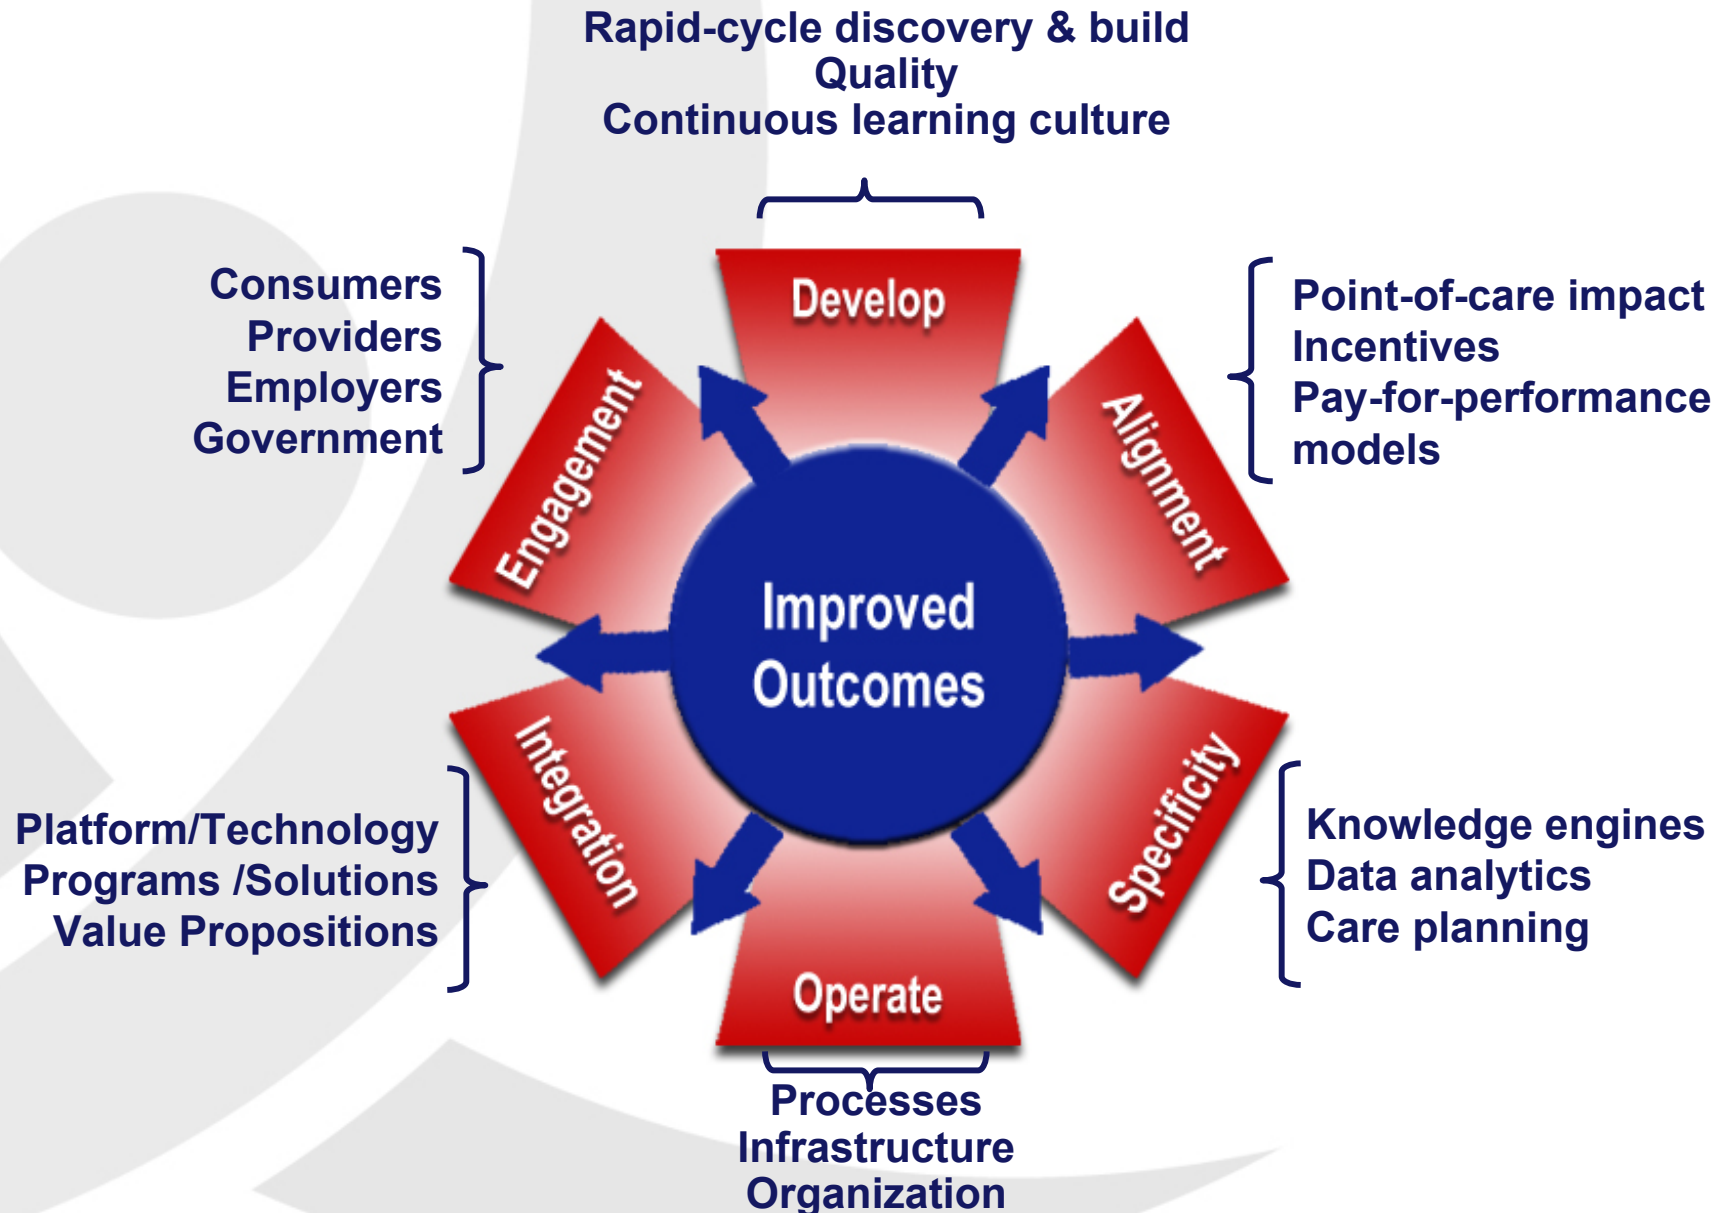 Rapid-cycle discovery & build
Quality
Continuous learning culture
Develop
Consumers
Providers
Employers
Government
Engagement
Alignment
Point-of-care impact
Incentives
Pay-for-performance
models
Improved
Outcomes
Platform/Technology
Programs /Solutions
Value Propositions
Integration
Specificity
Knowledge engines
Data analytics
Care planning
Operate
Processes
Infrastructure
Organization